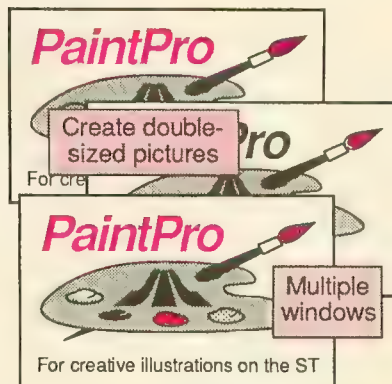 PaintPro
Create double-
sized pictures
ro
For cre
PaintPro
Multiple
windows
For creative illustrations on the ST